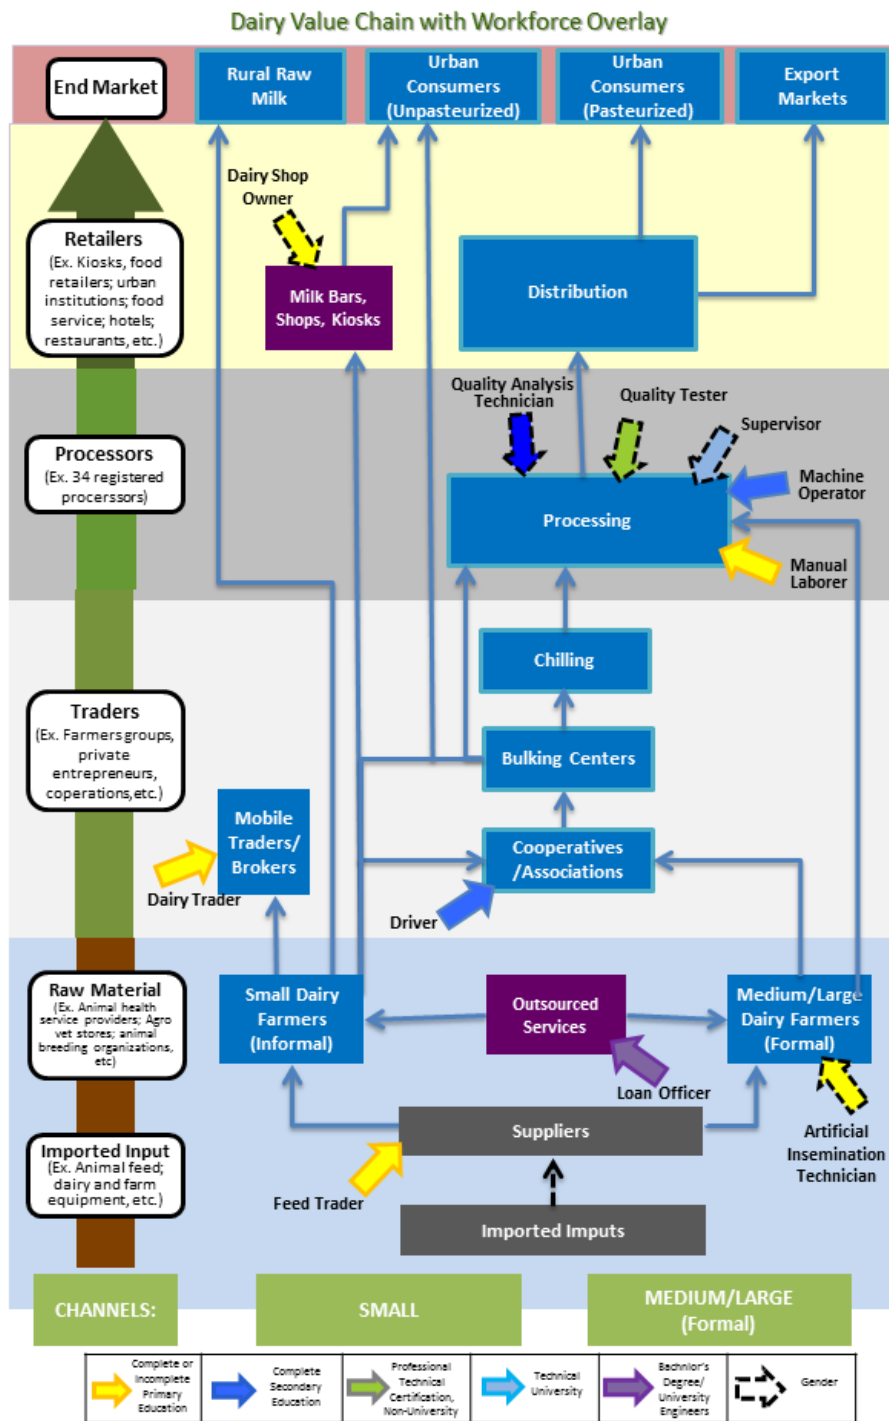 Dairy Value Chain with Workforce Overlay
End Market
Rural Raw
Milk
Urban
Consumers
(Unpasteurized)
Urban
Consumers
(Pasteurized)
Export
Markets
Dairy Shop
Owner
Retailers
(Ex. Kiosks, food
retailers; urban
institutions; food
service; hotels;
restaurants, etc.)
Milk Bars,
Shops, Kiosks
Distribution
Quality Analysis
Technician
Quality Tester
Supervisor
Machine
Operator
Processors
(Ex. 34 registered
procerssors)
Processing
Manual
Laborer
Chilling
Traders
(Ex. Farmers groups,
private
entrepreneurs,
coperations,etc.)
Bulking Centers
Mobile
Traders/
Brokers
Cooperatives
/Associations
Dairy Trader
Driver
Raw Material
(Ex. Animal health
service providers; Agro
vet stores; animal
breeding organizations,
etc)
Small Dairy
Farmers
(Informal)
Outsourced
Services
Medium/Large
Dairy Farmers
(Formal)
Loan Officer
Suppliers
Artificial
Insemination
Technician
Imported Input
(Ex. Animal feed;
dairy and farm
equipment, etc.)
Feed Trader
Imported Imputs
CHANNELS:
SMALL
MEDIUM/LARGE
(Formal)
Complete or
Incomplete
Primary
Education
Complete
Secondary
Education
Professional
Technical
Certification,
Non-University
Technical
University
Bachnlor's
Degree/
University
Engineers
Gender